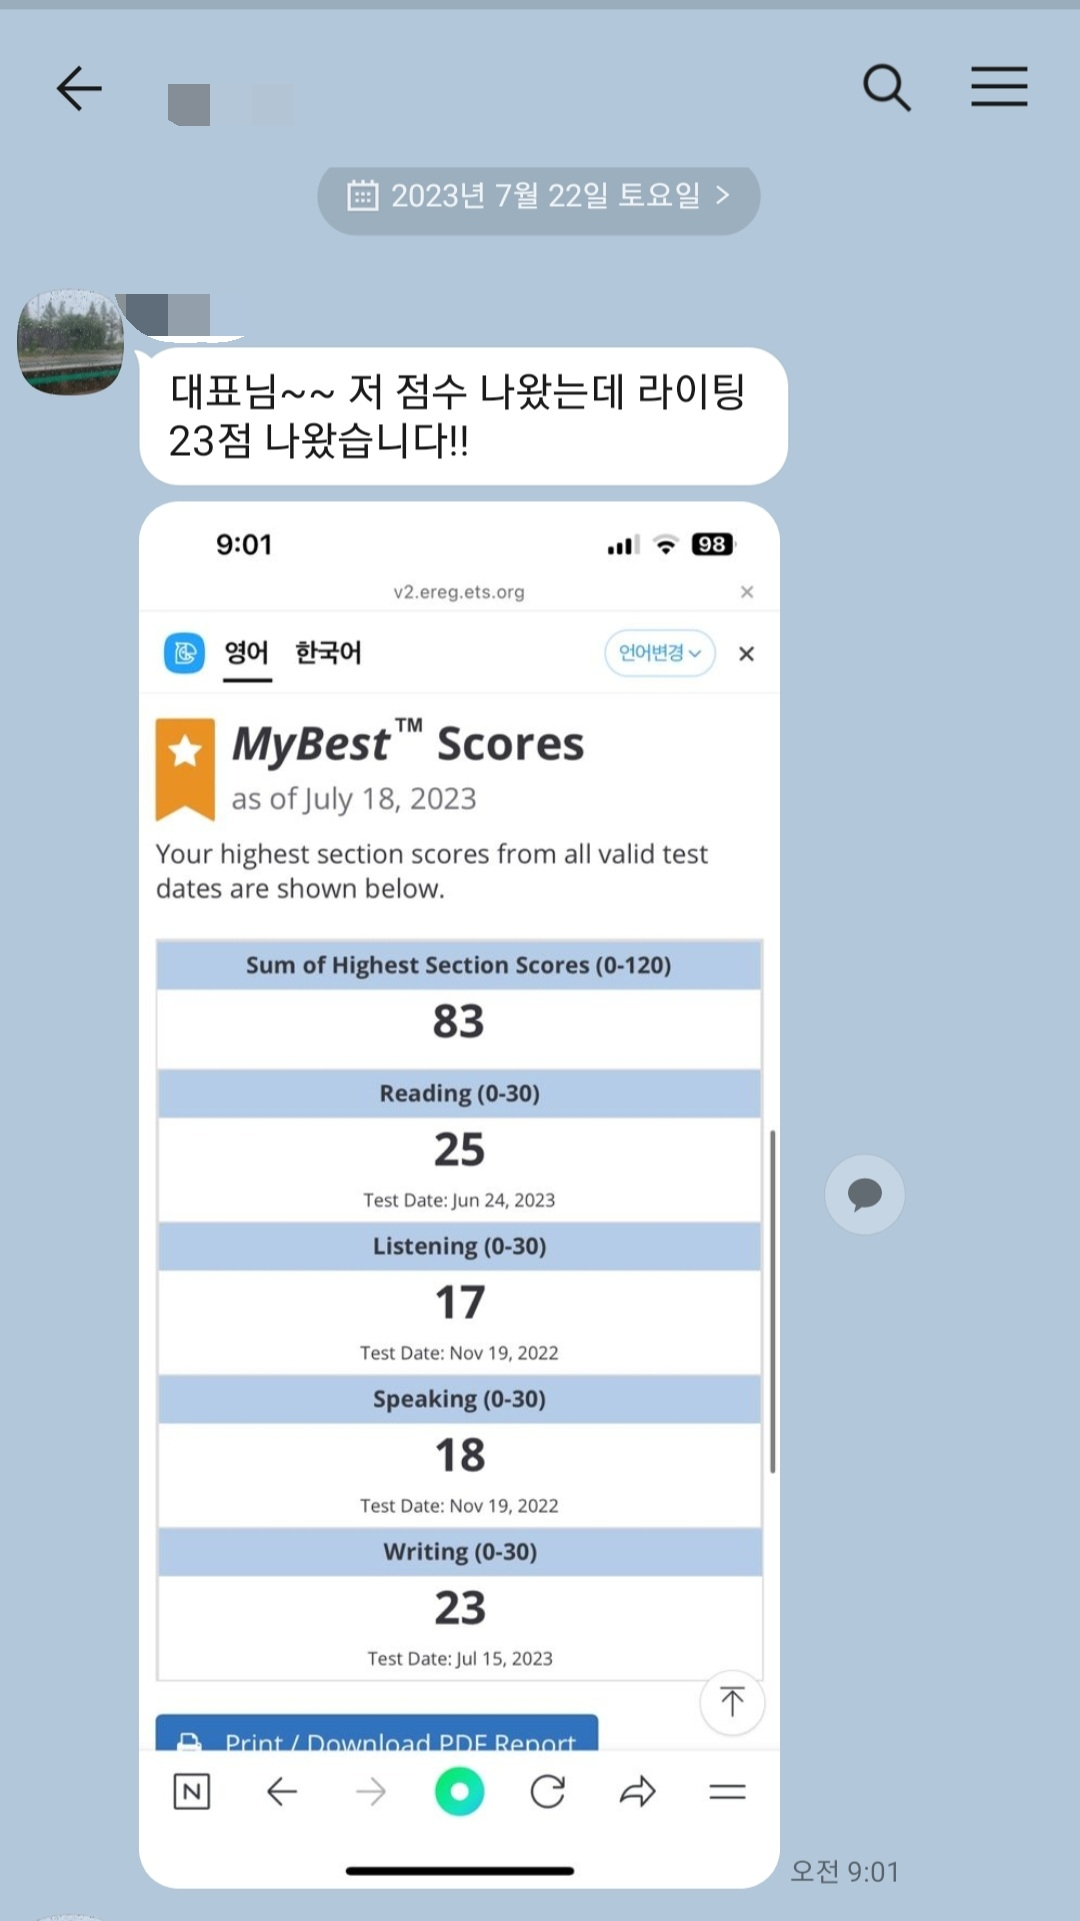 2023년 7월 22일 토요일 >
대표님~~ 저 점수 나왔는데 라이팅
23점 나왔습니다!!
9:01
98
v2.ereg.ets.org
영어 한국어
언어변경
MyBest™ Scores
as of July 18, 2023
Your highest section scores from all valid test
dates are shown below.
Sum of Highest Section Scores (0-120)
83
Reading (0-30)
25
Test Date: Jun 24, 2023
Listening (0-30)
17
Test Date: Nov 19, 2022
Speaking (0-30)
18
Test Date: Nov 19, 2022
Writing (0-30)
23
Test Date: Jul 15, 2023
Print / Download PDF Report
N
오전 9:01